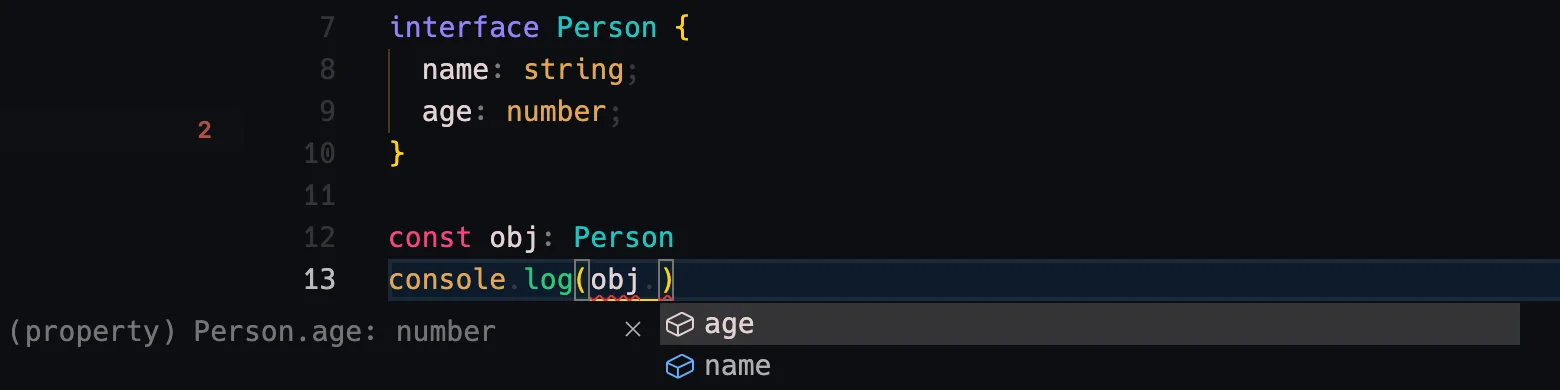 7 interface Person {
8 name: string;
9 age: number;
2
10 }
11
12 const obj: Person
13 console.log(obj.)
(property) Person.age: number ×
age
name